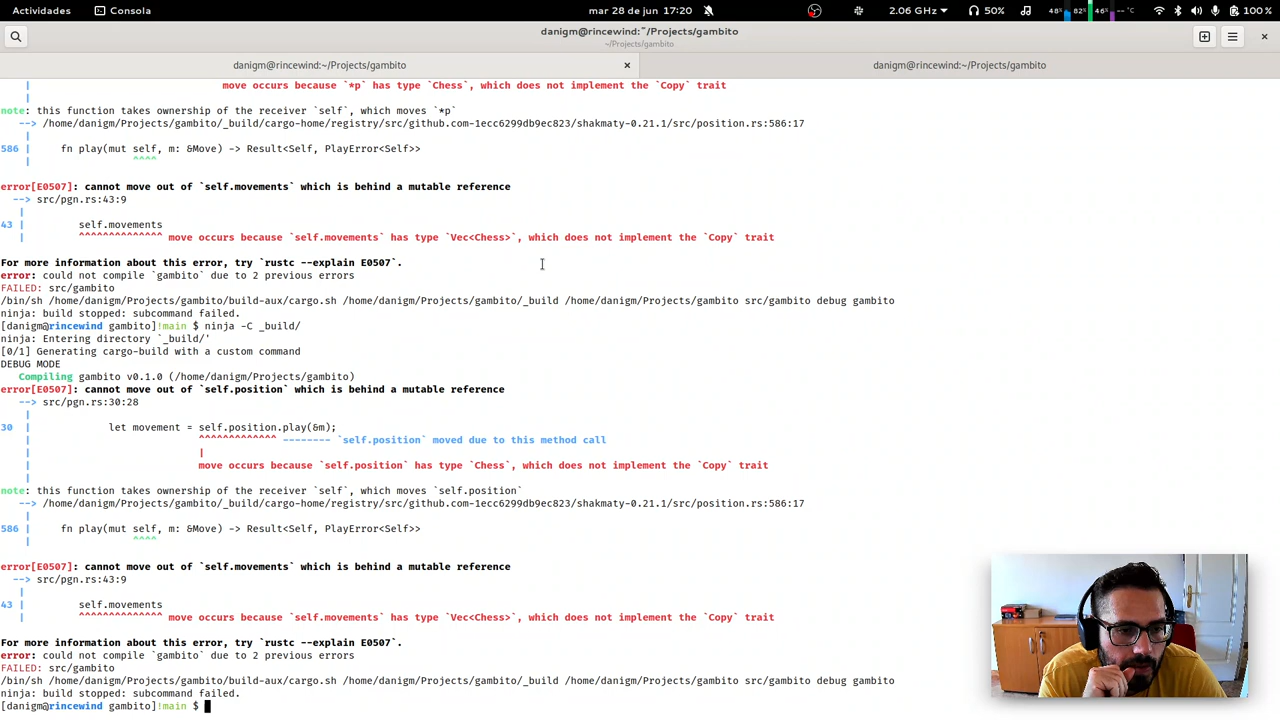 Actividades
Consola
mar 28 de jun 17:20
2.06 GHz
50%
48%
82%
46%
--°C
100 %
danigm@rincewind:~/Projects/gambito
~/Projects/gambito
danigm@rincewind:~/Projects/gambito
danigm@rincewind:~/Projects/gambito
| move occurs because `*p` has type `Chess`, which does not implement the `Copy` trait
|
note: this function takes ownership of the receiver `self`, which moves `*p`
--> /home/danigm/Projects/gambito/_build/cargo-home/registry/src/github.com-1ecc6299db9ec823/shakmaty-0.21.1/src/position.rs:586:17
|
586 | fn play(mut self, m: &Move) -> Result<Self, PlayError<Self>>
| ^^^^
error[E0507]: cannot move out of `self.movements` which is behind a mutable reference
--> src/pgn.rs:43:9
|
43 | self.movements
| ^^^^^^^^^^^^^^ move occurs because `self.movements` has type `Vec<Chess>`, which does not implement the `Copy` trait
For more information about this error, try `rustc --explain E0507`.
error: could not compile `gambito` due to 2 previous errors
FAILED: src/gambito
/bin/sh /home/danigm/Projects/gambito/build-aux/cargo.sh /home/danigm/Projects/gambito/_build /home/danigm/Projects/gambito src/gambito debug gambito
ninja: build stopped: subcommand failed.
[danigm@rincewind gambito]!main $ ninja -C _build/
ninja: Entering directory `_build/'
[0/1] Generating cargo-build with a custom command
DEBUG MODE
Compiling gambito v0.1.0 (/home/danigm/Projects/gambito)
error[E0507]: cannot move out of `self.position` which is behind a mutable reference
--> src/pgn.rs:30:28
|
30 | let movement = self.position.play(&m);
| ^^^^^^^^^^^^^ -------- `self.position` moved due to this method call
| |
| move occurs because `self.position` has type `Chess`, which does not implement the `Copy` trait
|
note: this function takes ownership of the receiver `self`, which moves `self.position`
--> /home/danigm/Projects/gambito/_build/cargo-home/registry/src/github.com-1ecc6299db9ec823/shakmaty-0.21.1/src/position.rs:586:17
|
586 | fn play(mut self, m: &Move) -> Result<Self, PlayError<Self>>
| ^^^^
error[E0507]: cannot move out of `self.movements` which is behind a mutable reference
--> src/pgn.rs:43:9
|
43 | self.movements
| ^^^^^^^^^^^^^^ move occurs because `self.movements` has type `Vec<Chess>`, which does not implement the `Copy` trait
For more information about this error, try `rustc --explain E0507`.
error: could not compile `gambito` due to 2 previous errors
FAILED: src/gambito
/bin/sh /home/danigm/Projects/gambito/build-aux/cargo.sh /home/danigm/Projects/gambito/_build /home/danigm/Projects/gambito src/gambito debug gambito
ninja: build stopped: subcommand failed.
[danigm@rincewind gambito]!main $